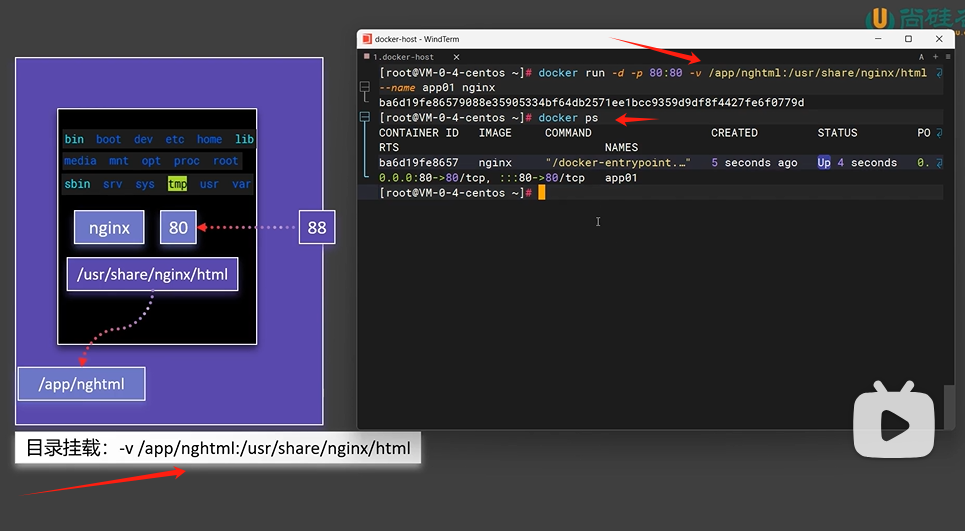 尚硅
docker-host - WindTerm
1.docker-host
[root@VM-0-4-centos ~]# docker run -d -p 80:80 -v /app/nghtml:/usr/share/nginx/html
--name app01 nginx
ba6d19fe86579088e35905334bf64db2571ee1bcc9359d9df8f4427fe6f0779d
[root@VM-0-4-centos ~]# docker ps
CONTAINER ID IMAGE COMMAND CREATED STATUS PO
RTS NAMES
ba6d19fe8657 nginx "/docker-entrypoint.…" 5 seconds ago Up 4 seconds 0.
0.0.0:80->80/tcp, :::80->80/tcp app01
[root@VM-0-4-centos ~]#
bin boot dev etc home lib
media mnt opt proc root
sbin srv sys tmp usr var
nginx 80 88
/usr/share/nginx/html
/app/nghtml
目录挂载：-v /app/nghtml:/usr/share/nginx/html